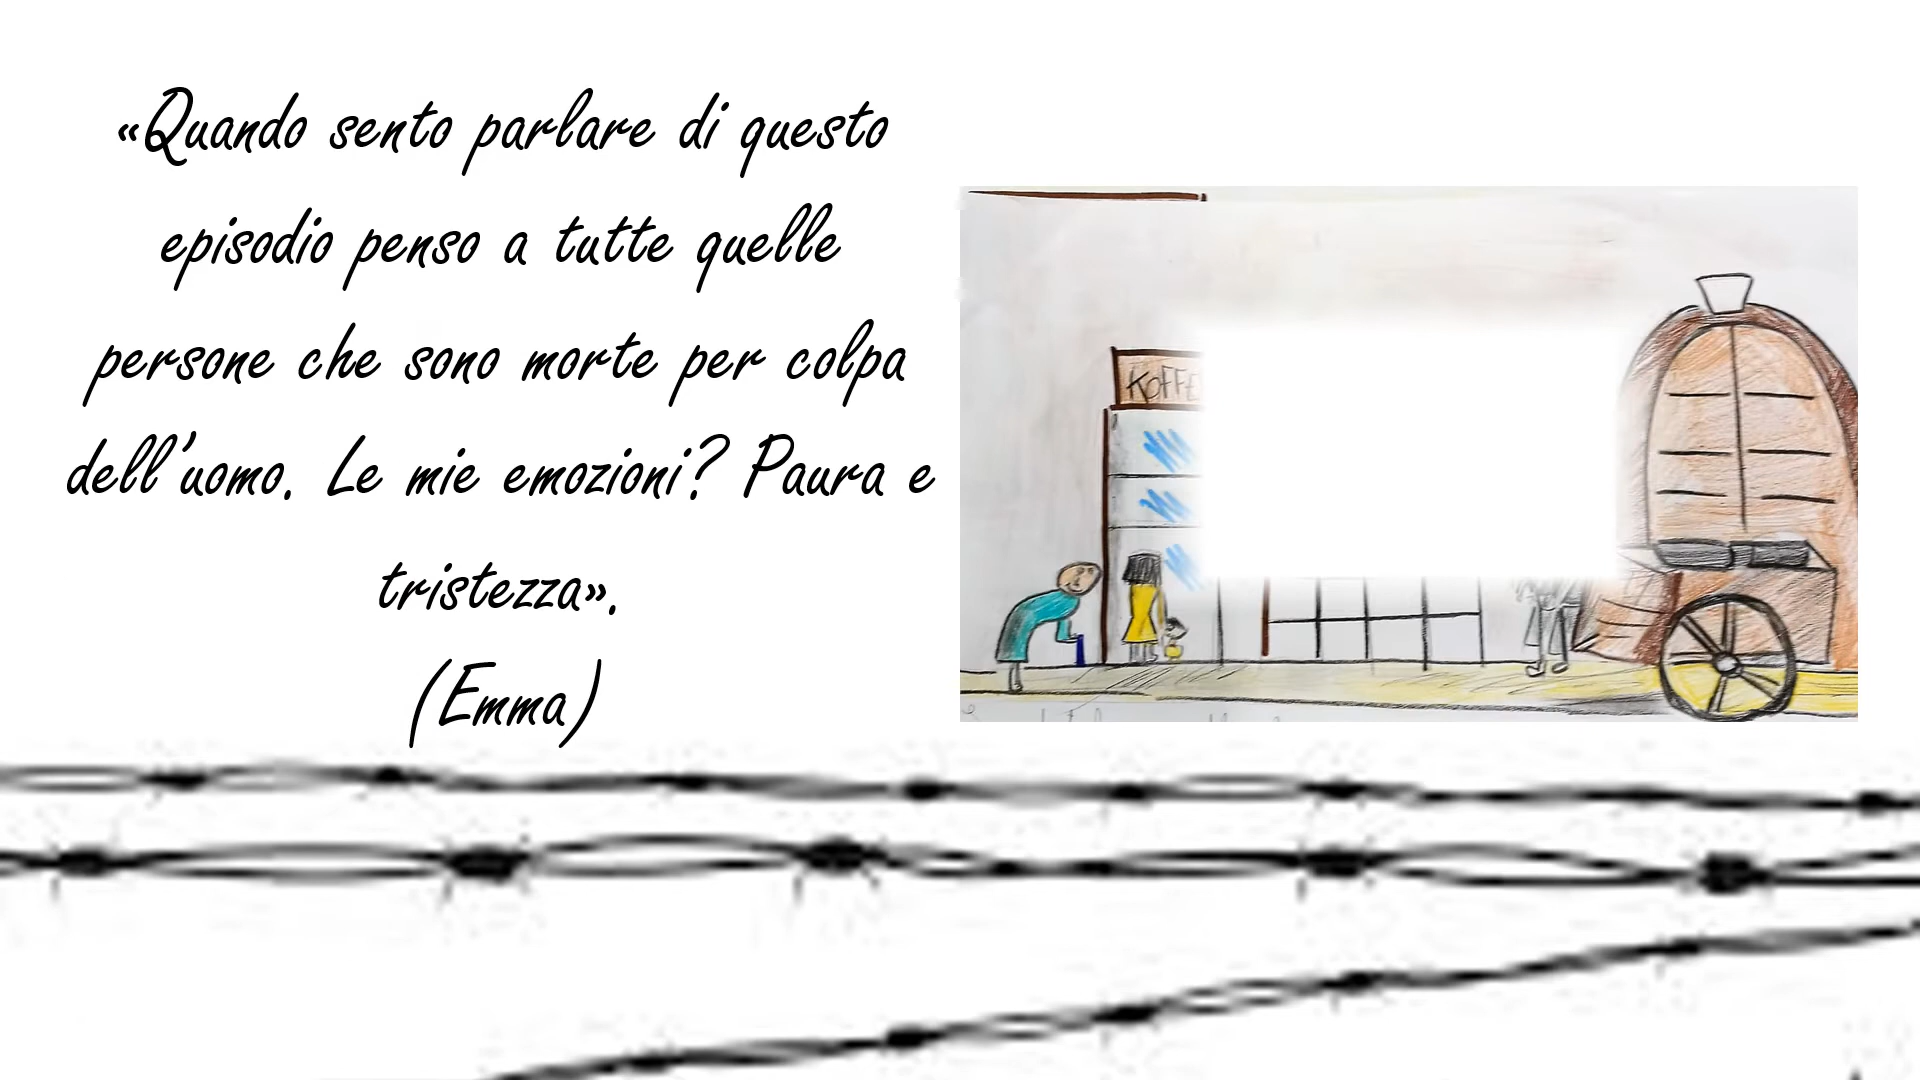 «Quando sento parlare di questo
episodio penso a tutte quelle
persone che sono morte per colpa
dell'uomo. Le mie emozioni? Paura e
tristezza».
(Emma)
KOFFE